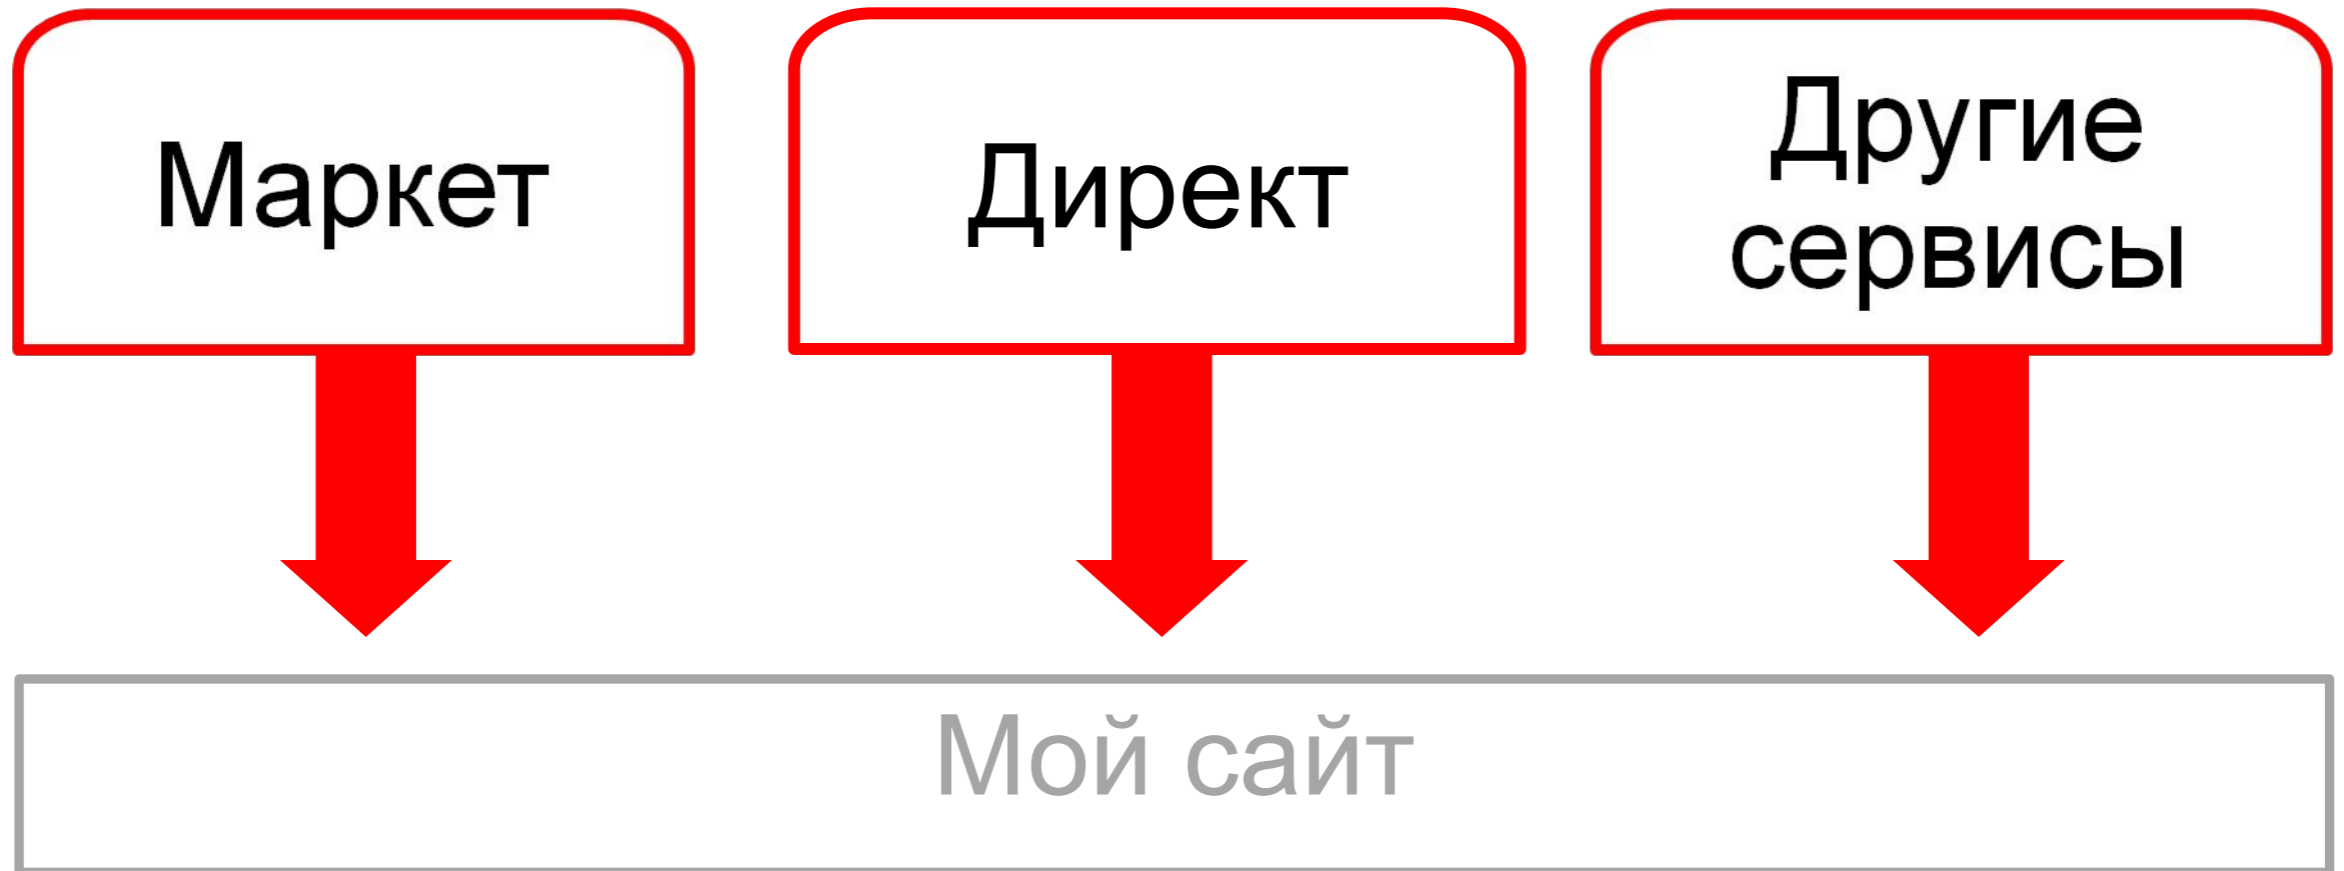 Маркет
Директ
Другие
сервисы
Мой сайт